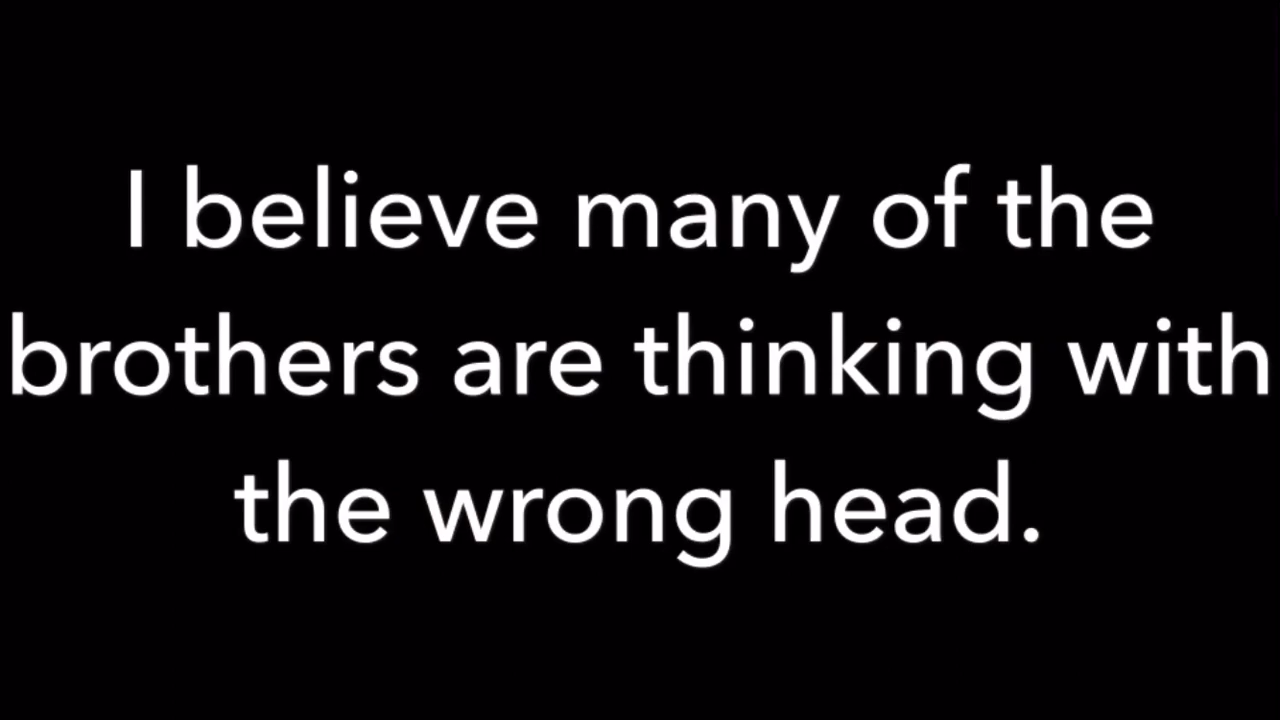 I believe many of the
brothers are thinking with
the wrong head.